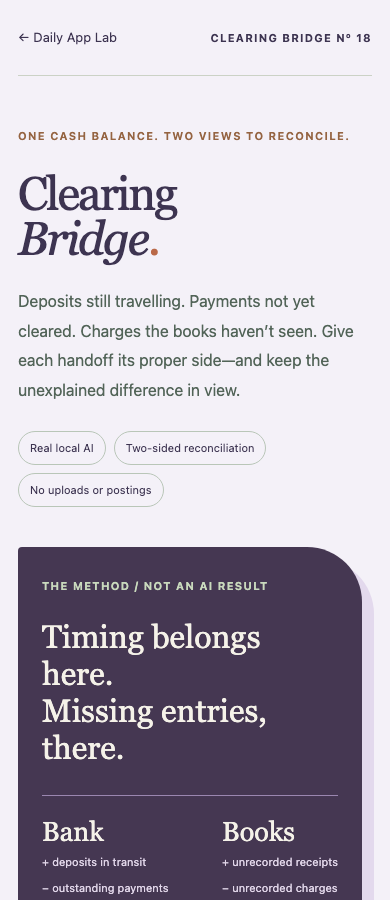 ← Daily App Lab
CLEARING BRIDGE Nº 18
ONE CASH BALANCE. TWO VIEWS TO RECONCILE.
Clearing
Bridge.
Deposits still travelling. Payments not yet
cleared. Charges the books haven’t seen. Give
each handoff its proper side—and keep the
unexplained difference in view.
Real local AI
Two-sided reconciliation
No uploads or postings
THE METHOD / NOT AN AI RESULT
Timing belongs
here.
Missing entries,
there.
Bank
+ deposits in transit
− outstanding payments
Books
+ unrecorded receipts
− unrecorded charges